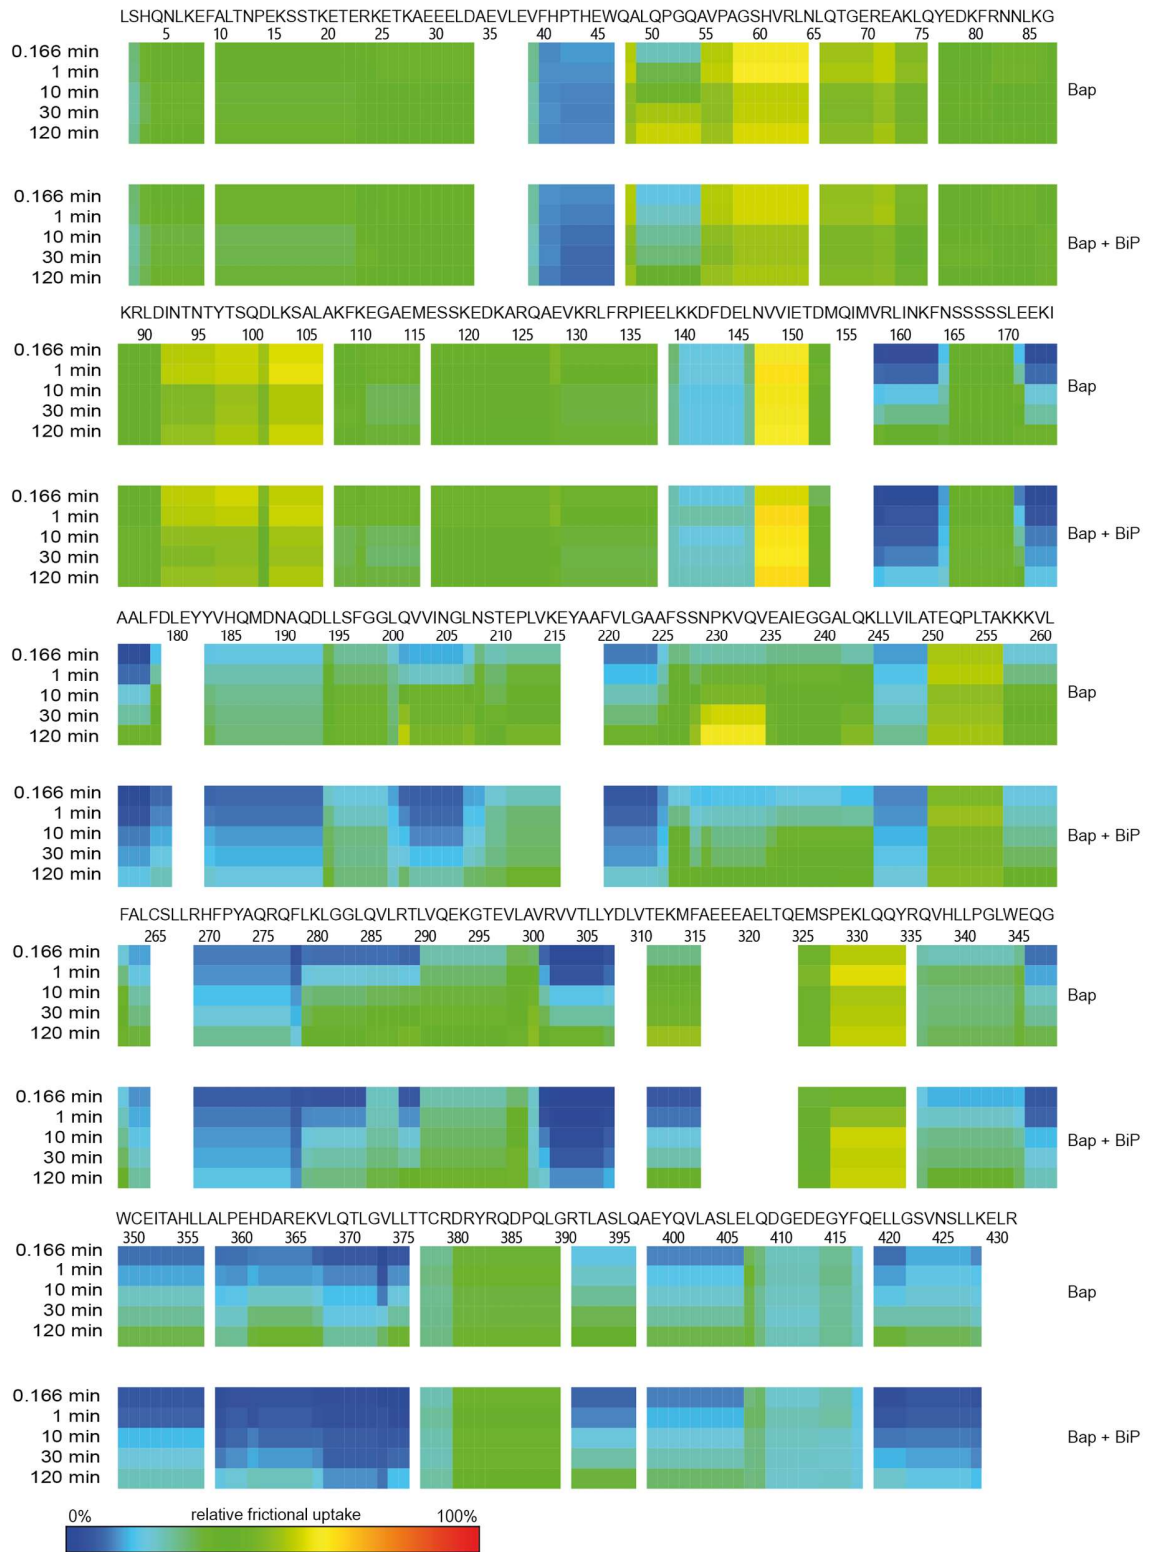 LSHQNLKEFALTNPEKSSTKETERKETKAEEELDAEVLEVFHPTHEWQALQPGQAVPAGSHVRLNLQTGEREAKLQYEDKFRNNLKG
5 10 15 20 25 30 35 40 45 50 55 60 65 70 75 80 85
0.166 min
1 min
10 min
30 min
120 min
Bap
0.166 min
1 min
10 min
30 min
120 min
Bap + BiP
KRLDINTNTYTSQDLKSALAKFKEGAEMESSKEDKARQAEVKRLFRPIEELKKDFDELNVVIETDMQIMVRLINKFNSSSSSLEEKI
90 95 100 105 110 115 120 125 130 135 140 145 150 155 160 165 170
0.166 min
1 min
10 min
30 min
120 min
Bap
0.166 min
1 min
10 min
30 min
120 min
Bap + BiP
AALFDLEYYVHQMDNAQDLLSFGGLQVVINGLNSTEPLVKEYAAFVLGAAFSSNPKVQVEAIEGGALQKLLVILATEQPLTAKKKVL
180 185 190 195 200 205 210 215 220 225 230 235 240 245 250 255 260
0.166 min
1 min
10 min
30 min
120 min
Bap
0.166 min
1 min
10 min
30 min
120 min
Bap + BiP
FALCSLLRHFPYAQRQFLKLGGLQVLRTLVQEKGTEVLAVRVVTLLYDLVTEKMFAEEEAELTQEMSPEKLQQYRQVHLLPGLWEQG
265 270 275 280 285 290 295 300 305 310 315 320 325 330 335 340 345
0.166 min
1 min
10 min
30 min
120 min
Bap
0.166 min
1 min
10 min
30 min
120 min
Bap + BiP
WCEITAHLLALPEHDAREKVLQTLGVLLTTCRDRYRQDPQLGRTLASLQAEYQVLASLELQDGEDEGYFQELLGSVNSLLKELR
350 355 360 365 370 375 380 385 390 395 400 405 410 415 420 425 430
0.166 min
1 min
10 min
30 min
120 min
Bap
0.166 min
1 min
10 min
30 min
120 min
Bap + BiP
0% relative frictional uptake 100%